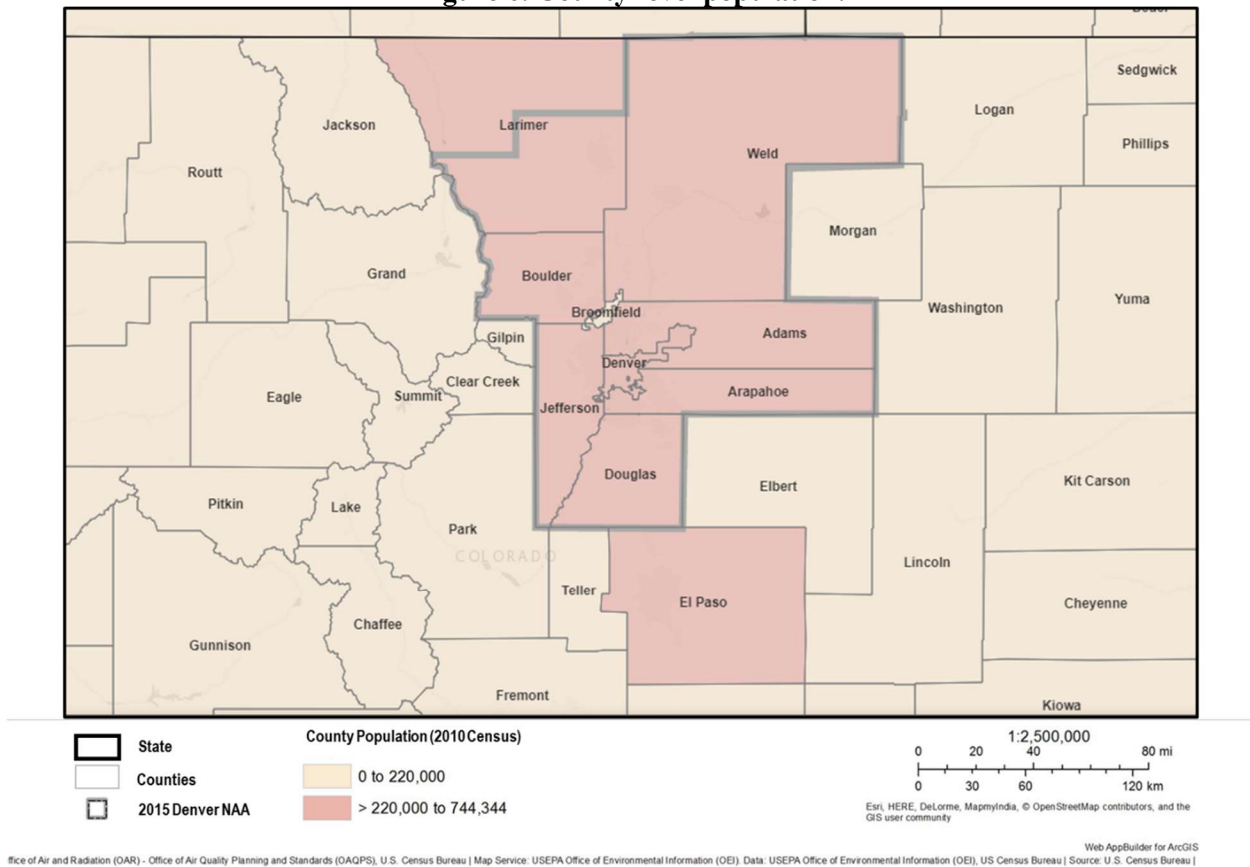 Sedgwick
Logan
Jackson
Larimer
Phillips
Weld
Routt
Morgan
Grand
Boulder
Yuma
Washington
Broomfield
Adams
Gilpin
Denver
Clear Creek
Arapahoe
Eagle
Summit
Jefferson
Douglas
Kit Carson
Elbert
Pitkin
Lake
Park
COLORADO
Lincoln
Teller
El Paso
Cheyenne
Chaffee
Gunnison
Fremont
Kiowa
State
Counties
2015 Denver NAA
County Population (2010 Census)
0 to 220,000
> 220,000 to 744,344
1:2,500,000
0 20 40 80 mi
0 30 60 120 km
Esri, HERE, DeLorme, MapmyIndia, © OpenStreetMap contributors, and the
GIS user community
Web AppBuilder for ArcGIS
ffice of Air and Radiation (OAR) - Office of Air Quality Planning and Standards (OAQPS), U.S. Census Bureau | Map Service: USEPA Office of Environmental Information (OEI). Data: USEPA Office of Environmental Information (OEI), US Census Bureau | Source: U.S. Census Bureau |